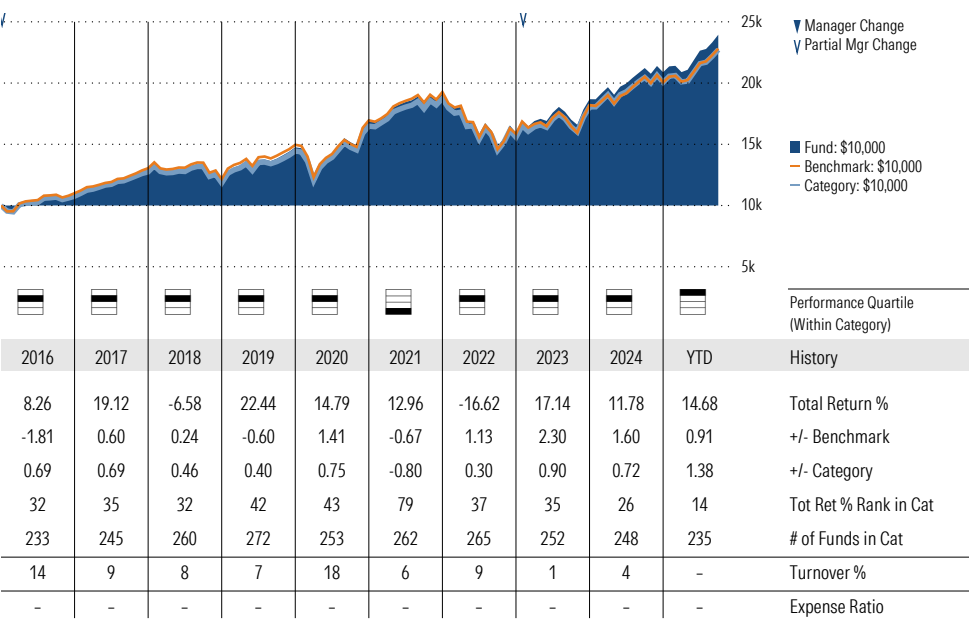 25k
20k
15k
10k
5k
▼ Manager Change
V Partial Mgr Change
Fund: $10,000
Benchmark: $10,000
Category: $10,000
Performance Quartile
(Within Category)
2016 2017 2018 2019 2020 2021 2022 2023 2024 YTD History
8.26 19.12 -6.58 22.44 14.79 12.96 -16.62 17.14 11.78 14.68 Total Return %
-1.81 0.60 0.24 -0.60 1.41 -0.67 1.13 2.30 1.60 0.91 +/- Benchmark
0.69 0.69 0.46 0.40 0.75 -0.80 0.30 0.90 0.72 1.38 +/- Category
32 35 32 42 43 79 37 35 26 14 Tot Ret % Rank in Cat
233 245 260 272 253 262 265 252 248 235 # of Funds in Cat
14 9 8 7 18 6 9 1 4 – Turnover %
– – – – – – – – – – Expense Ratio